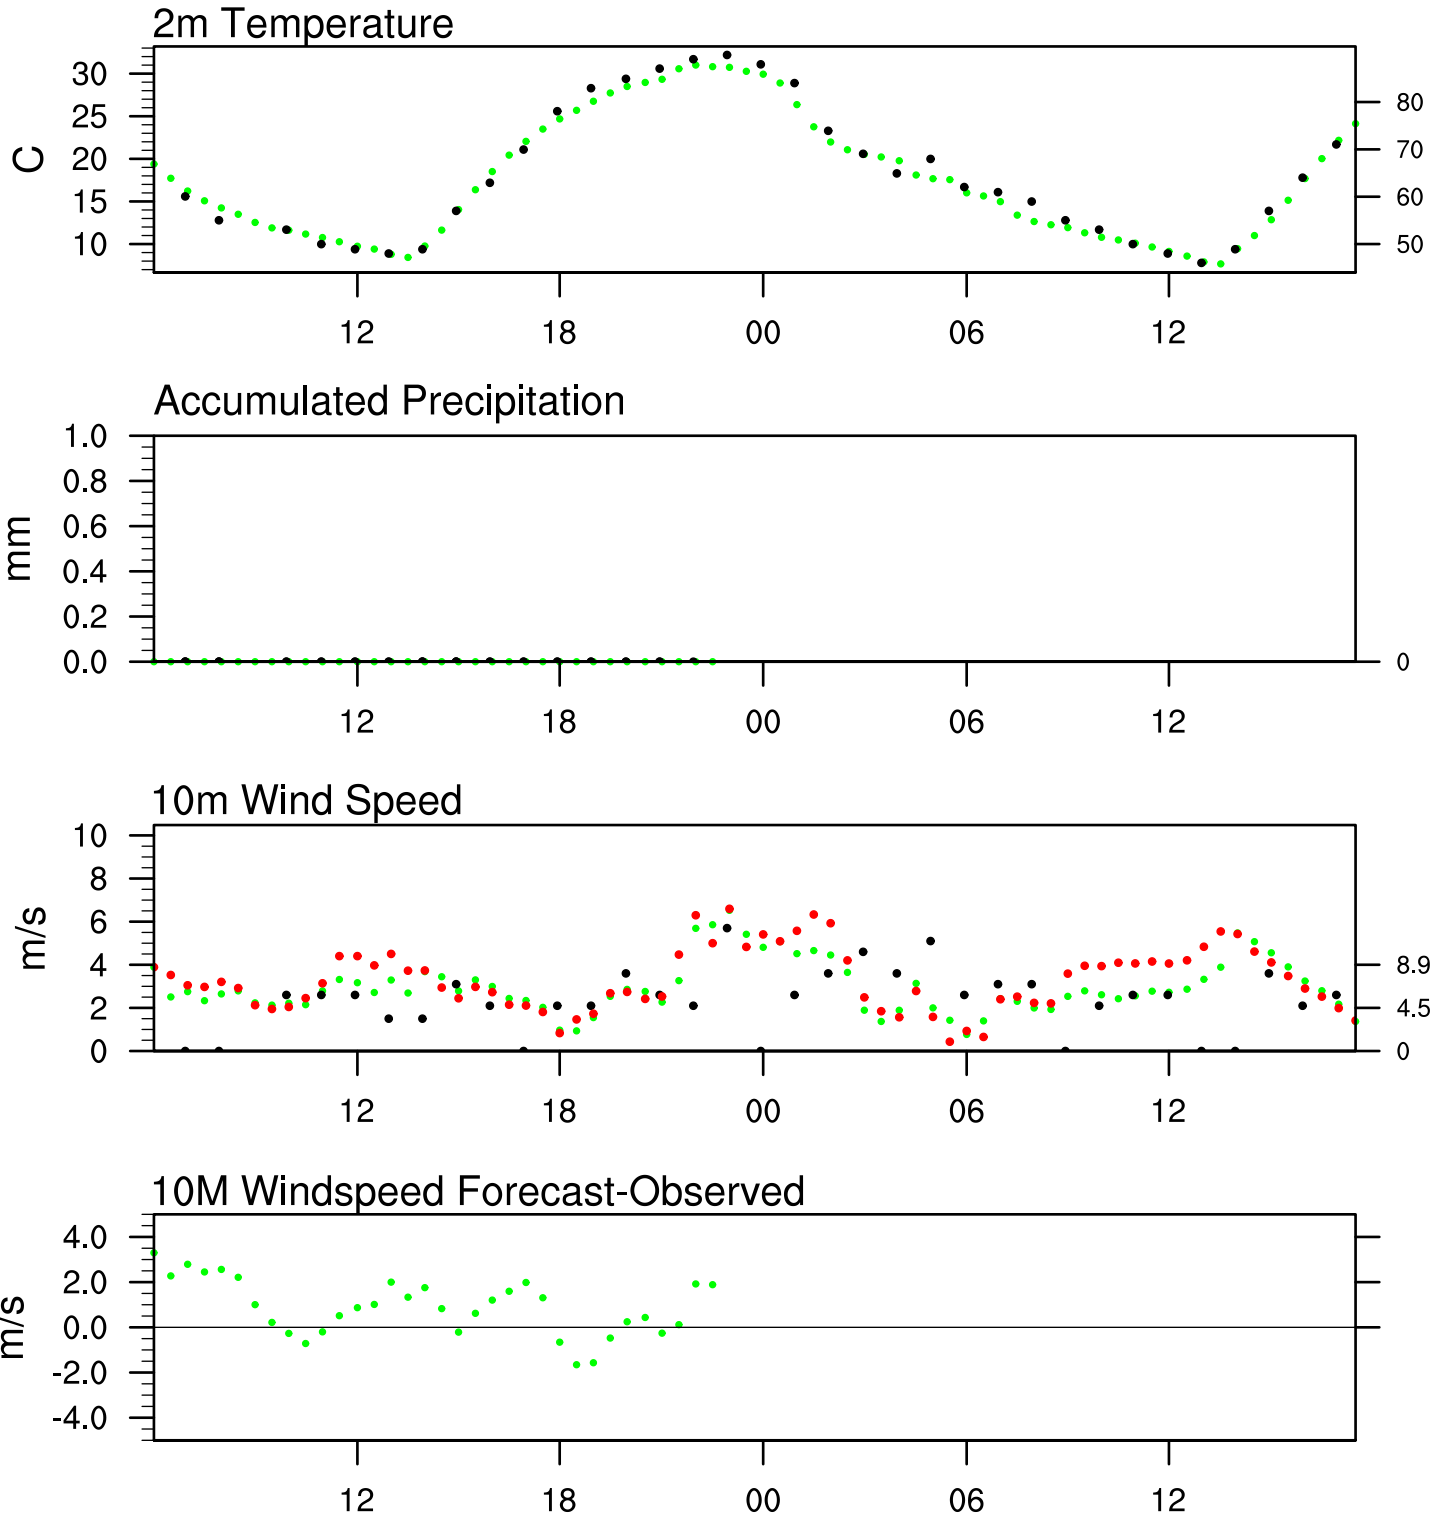 2m Temperature
30
25
20
15
10
C
80
70
60
50
12 18 00 06 12
Accumulated Precipitation
1.0
0.8
0.6
0.4
0.2
0.0
mm
0
12 18 00 06 12
10m Wind Speed
10
8
6
4
2
0
m/s
8.9
4.5
0
12 18 00 06 12
10M Windspeed Forecast-Observed
4.0
2.0
0.0
-2.0
-4.0
m/s
12 18 00 06 12